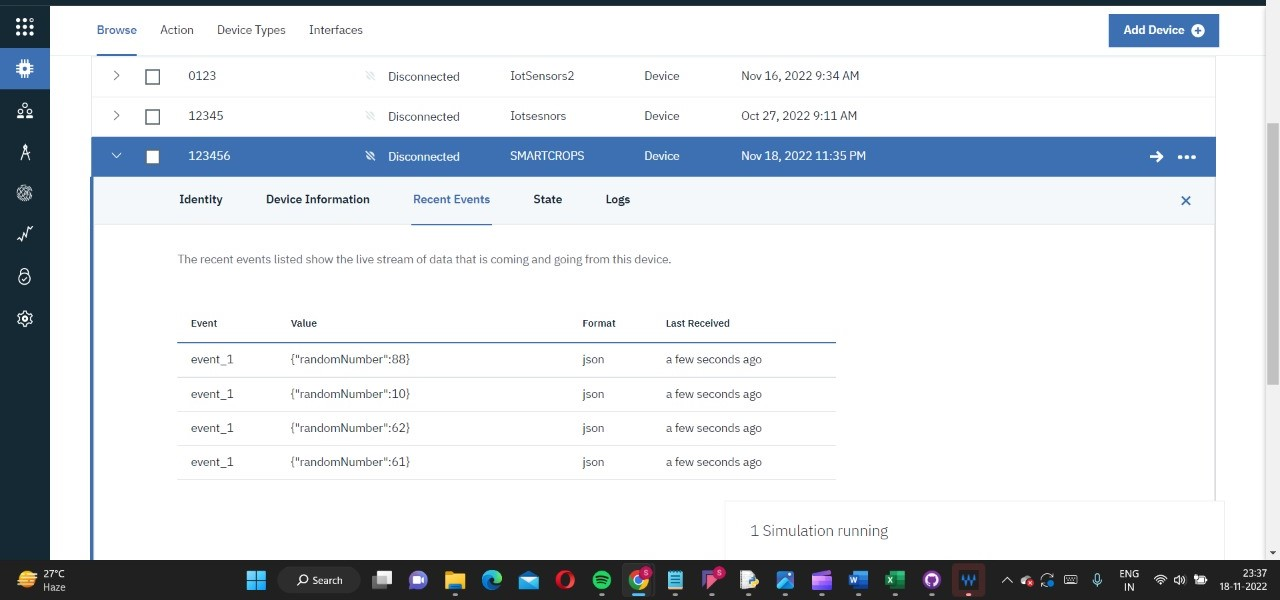 Browse Action Device Types Interfaces Add Device
0123 Disconnected IotSensors2 Device Nov 16, 2022 9:34 AM
12345 Disconnected Iotsesnors Device Oct 27, 2022 9:11 AM
123456 Disconnected SMARTCROPS Device Nov 18, 2022 11:35 PM
Identity Device Information Recent Events State Logs
The recent events listed show the live stream of data that is coming and going from this device.
Event Value Format Last Received
event_1 {"randomNumber":88} json a few seconds ago
event_1 {"randomNumber":10} json a few seconds ago
event_1 {"randomNumber":62} json a few seconds ago
event_1 {"randomNumber":61} json a few seconds ago
1 Simulation running
27°C
Haze
Search
S
S
W
X
ENG
IN
23:37
18-11-2022